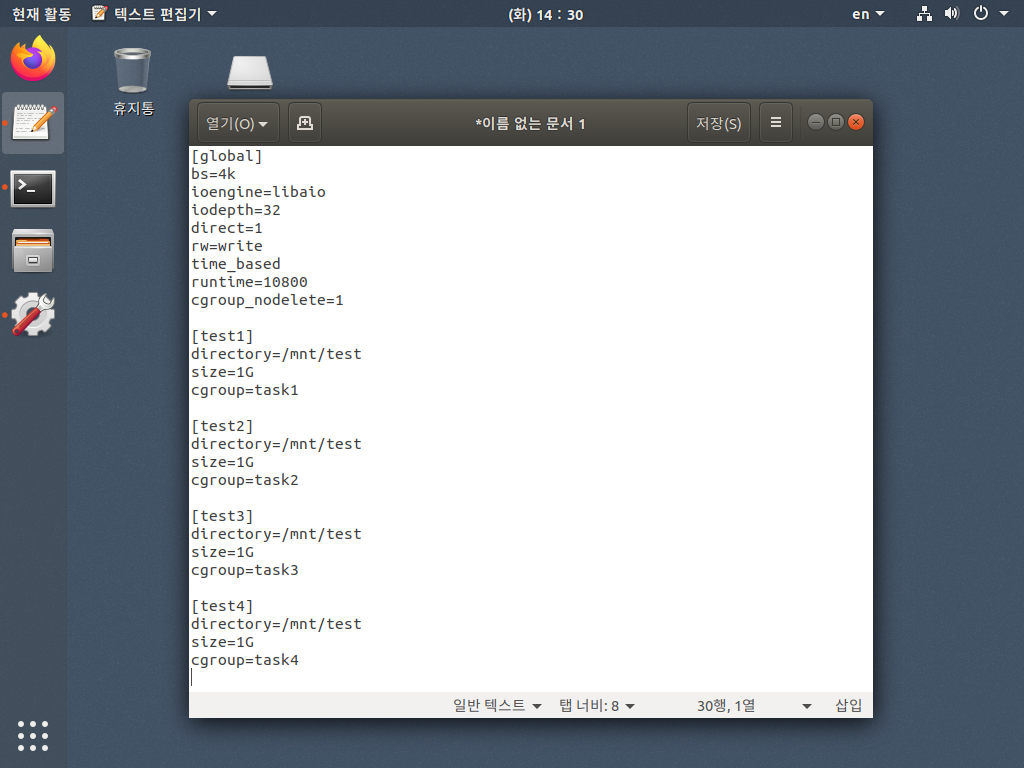 현재 활동 텍스트 편집기 (화) 14 : 30 en
휴지통
열기(O) *이름 없는 문서 1 저장(S)
[global]
bs=4k
ioengine=libaio
iodepth=32
direct=1
rw=write
time_based
runtime=10800
cgroup_nodelete=1
[test1]
directory=/mnt/test
size=1G
cgroup=task1
[test2]
directory=/mnt/test
size=1G
cgroup=task2
[test3]
directory=/mnt/test
size=1G
cgroup=task3
[test4]
directory=/mnt/test
size=1G
cgroup=task4
일반 텍스트 탭 너비: 8 30행, 1열 삽입